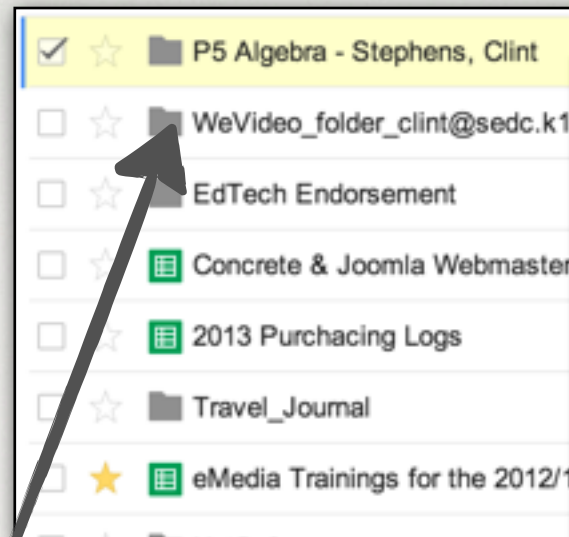 P5 Algebra - Stephens, Clint
WeVideo_folder_clint@sedc.k1
EdTech Endorsement
Concrete & Joomla Webmaster
2013 Purchacing Logs
Travel_Journal
eMedia Trainings for the 2012/1